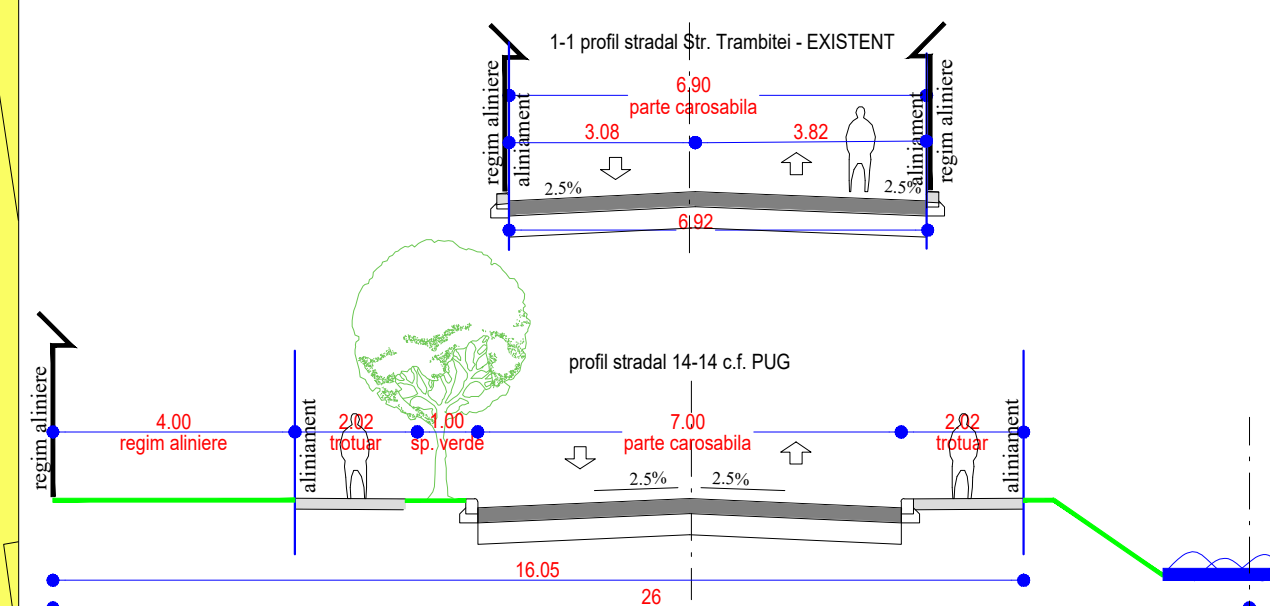 1-1 profil stradal Str. Trambitei - EXISTENT
regim aliniere
aliniament
6.90
parte carosabila
aliniament
regim aliniere
3.08
3.82
2.5%
2.5%
6.92
profil stradal 14-14 c.f. PUG
regim aliniere
4.00
regim aliniere
aliniament
2.02
trotuar
1.00
sp. verde
7.00
parte carosabila
2.02
trotuar
aliniament
2.5%
2.5%
16.05
26